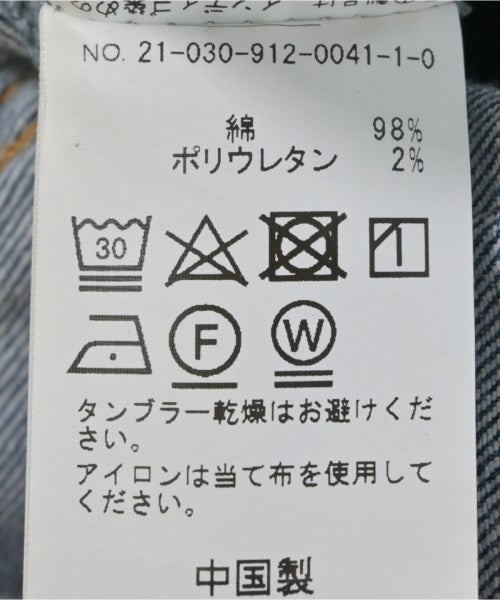 NO. 21-030-912-0041-1-0
綿 98%
ポリウレタン 2%
30
F
W
タンブラー乾燥はお避けくだ
さい。
アイロンは当て布を使用して
ください。
中国製